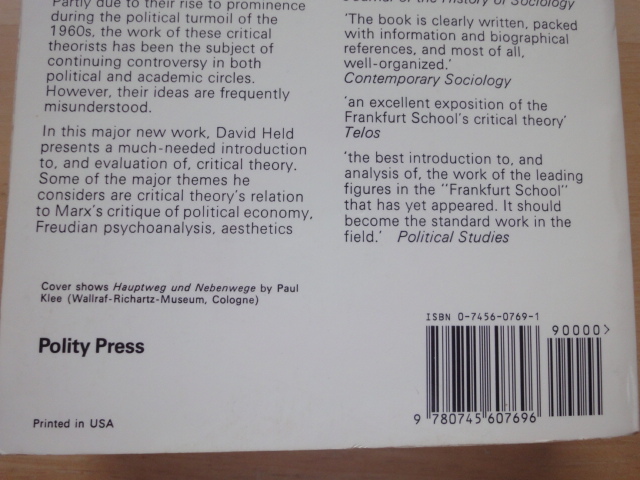 Partly due to their rise to prominence
during the political turmoil of the
1960s, the work of these critical
theorists has been the subject of
continuing controversy in both
political and academic circles.
However, their ideas are frequently
misunderstood.
In this major new work, David Held
presents a much-needed introduction
to, and evaluation of, critical theory.
Some of the major themes he
considers are critical theory's relation
to Marx's critique of political economy,
Freudian psychoanalysis, aesthetics
Journal of the History of Sociology
'The book is clearly written, packed
with information and biographical
references, and most of all,
well-organized.'
Contemporary Sociology
'an excellent exposition of the
Frankfurt School's critical theory'
Telos
'the best introduction to, and
analysis of, the work of the leading
figures in the "Frankfurt School"
that has yet appeared. It should
become the standard work in the
field.' Political Studies
Cover shows Hauptweg und Nebenwege by Paul
Klee (Wallraf-Richartz-Museum, Cologne)
Polity Press
Printed in USA
ISBN 0-7456-0769-1
90000>
9 780745 607696